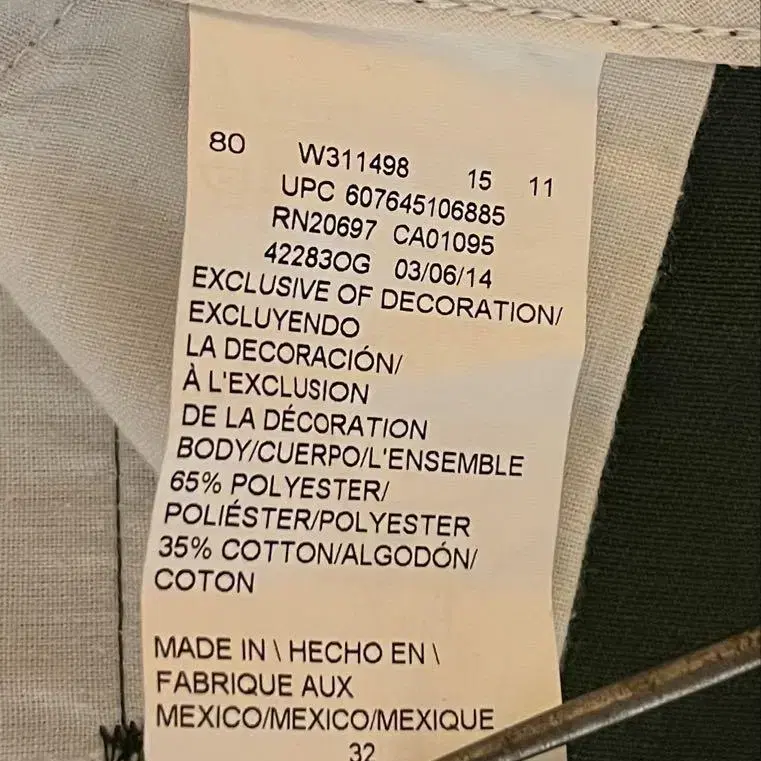 80 W311498 15 11
UPC 607645106885
RN20697 CA01095
42283OG 03/06/14
EXCLUSIVE OF DECORATION/
EXCLUYENDO
LA DECORACIÓN/
À L'EXCLUSION
DE LA DÉCORATION
BODY/CUERPO/L'ENSEMBLE
65% POLYESTER/
POLIÉSTER/POLYESTER
35% COTTON/ALGODÓN/
COTON
MADE IN \ HECHO EN \
FABRIQUE AUX
MEXICO/MEXICO/MEXIQUE
32